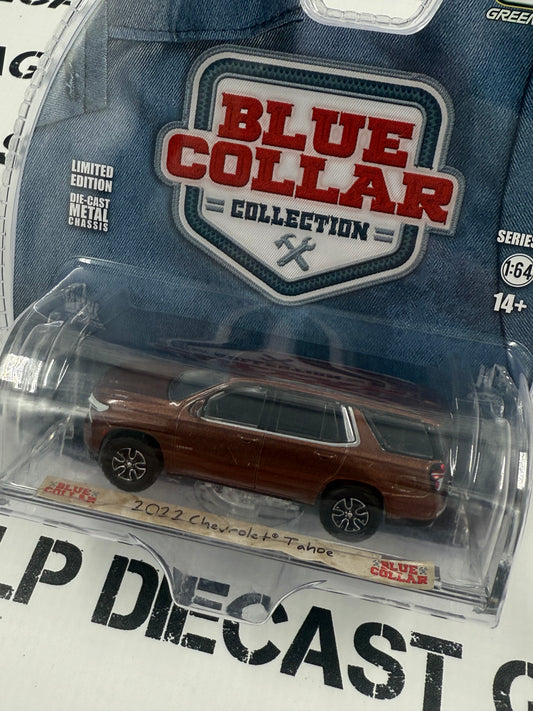 GREEN
BLUE
COLLAR
COLLECTION
LIMITED
EDITION
DIE-CAST
METAL
CHASSIS
SERIES
1:64
14+
BLUE
COLLAR
2022 Chevrolet® Tahoe
BLUE
COLLAR
LP DIECAST G